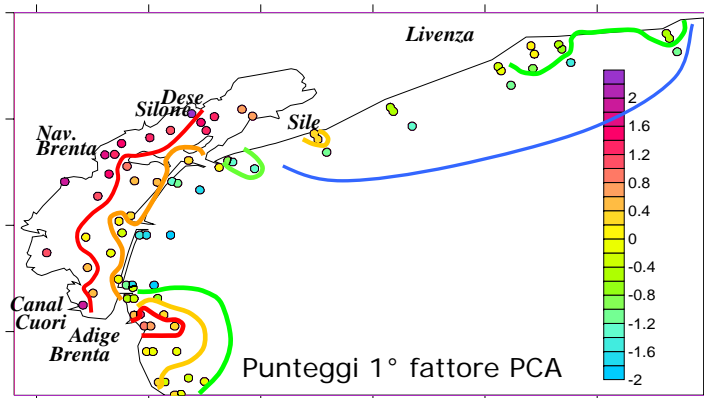 Livenza
Dese
Silone
Sile
Nav.
Brenta
Canal
Cuori
Adige
Brenta
Punteggi 1° fattore PCA
2
1.6
1.2
0.8
0.4
0
-0.4
-0.8
-1.2
-1.6
-2